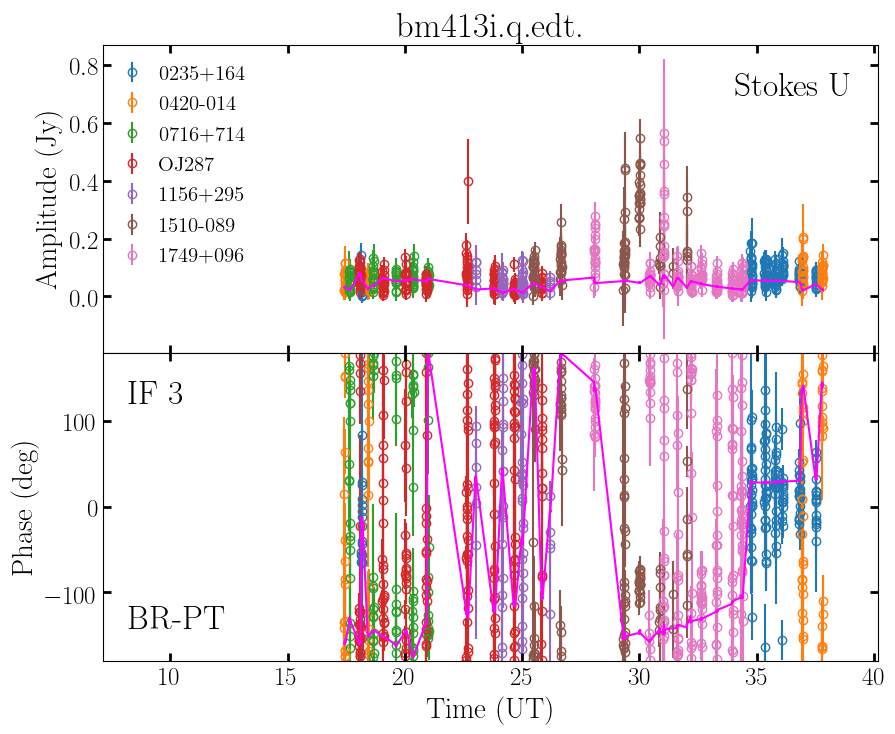 bm413i.q.edt.
Stokes U
0235+164
0420-014
0716+714
OJ287
1156+295
1510-089
1749+096
Amplitude (Jy)
0.8
0.6
0.4
0.2
0.0
IF 3
BR-PT
Phase (deg)
100
0
−100
10 15 20 25 30 35 40
Time (UT)